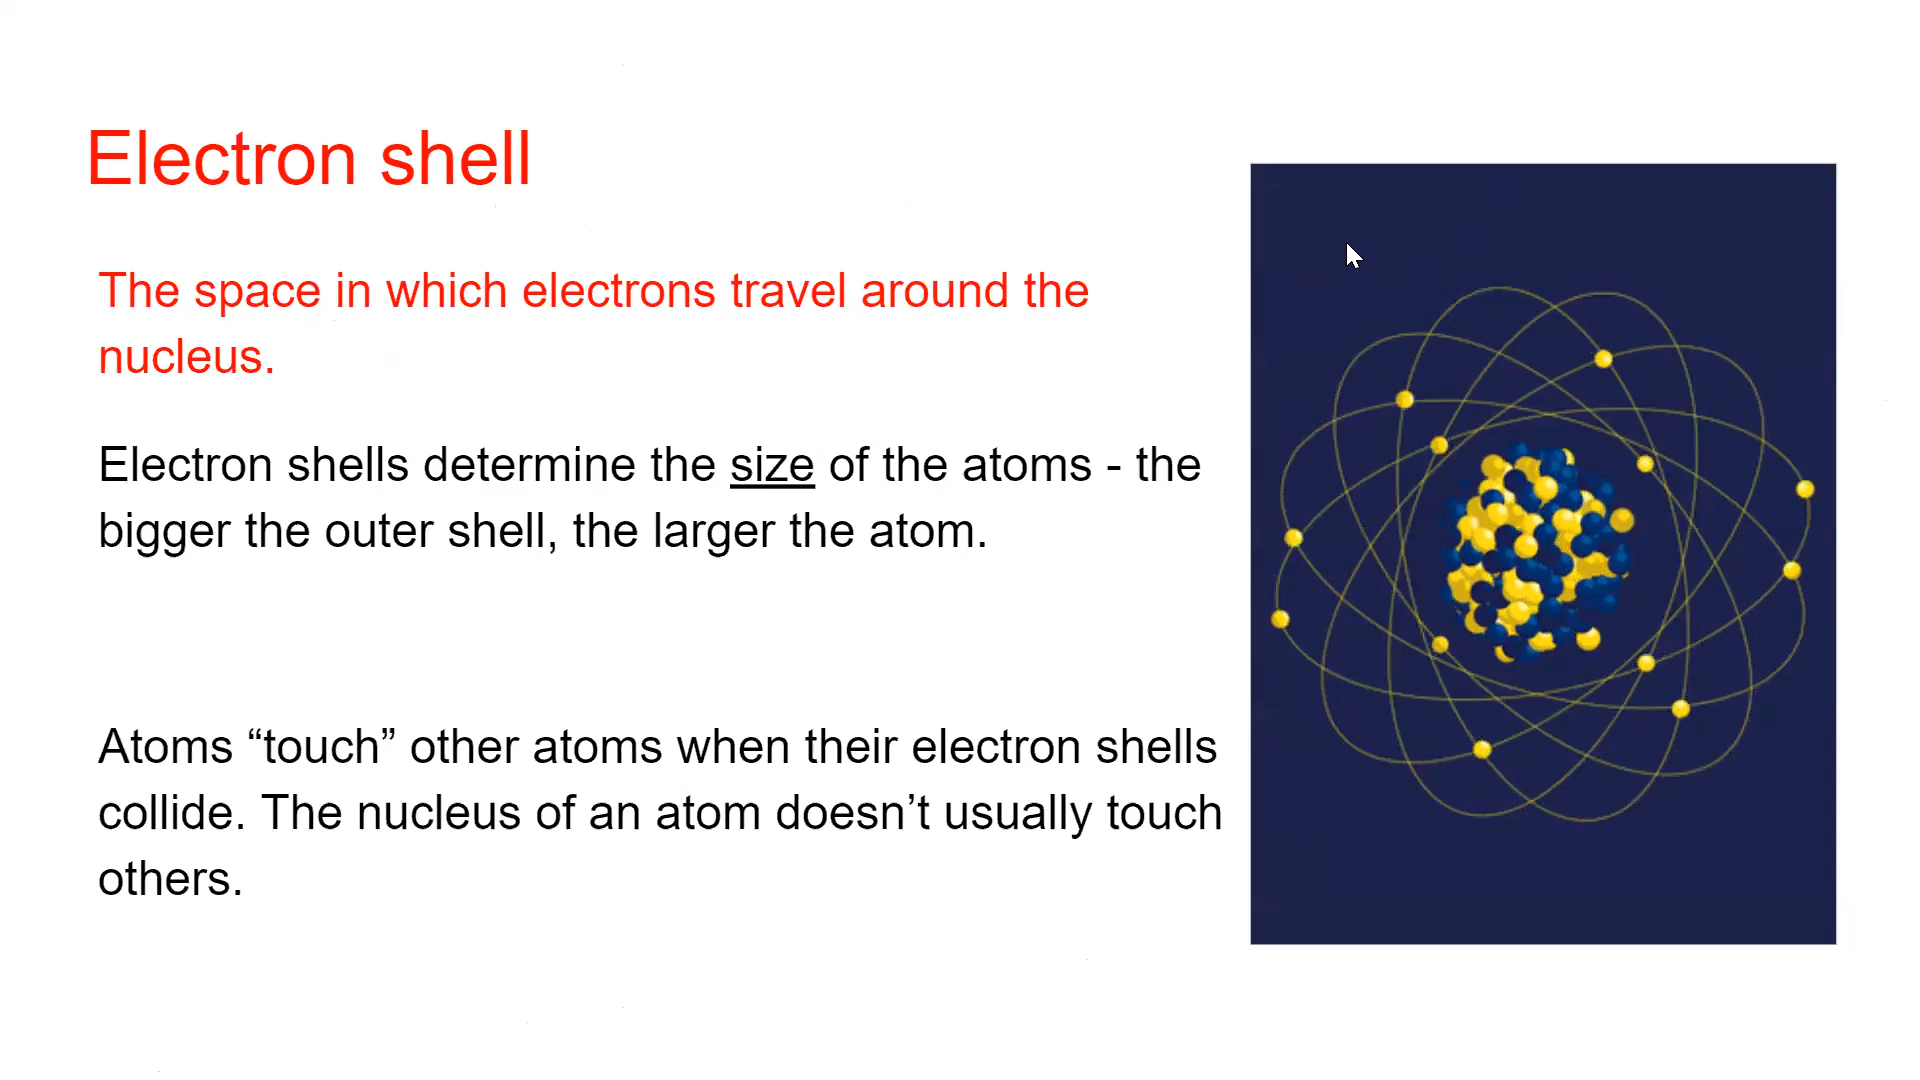 Electron shell
The space in which electrons travel around the
nucleus.
Electron shells determine the size of the atoms - the
bigger the outer shell, the larger the atom.
Atoms “touch” other atoms when their electron shells
collide. The nucleus of an atom doesn’t usually touch
others.